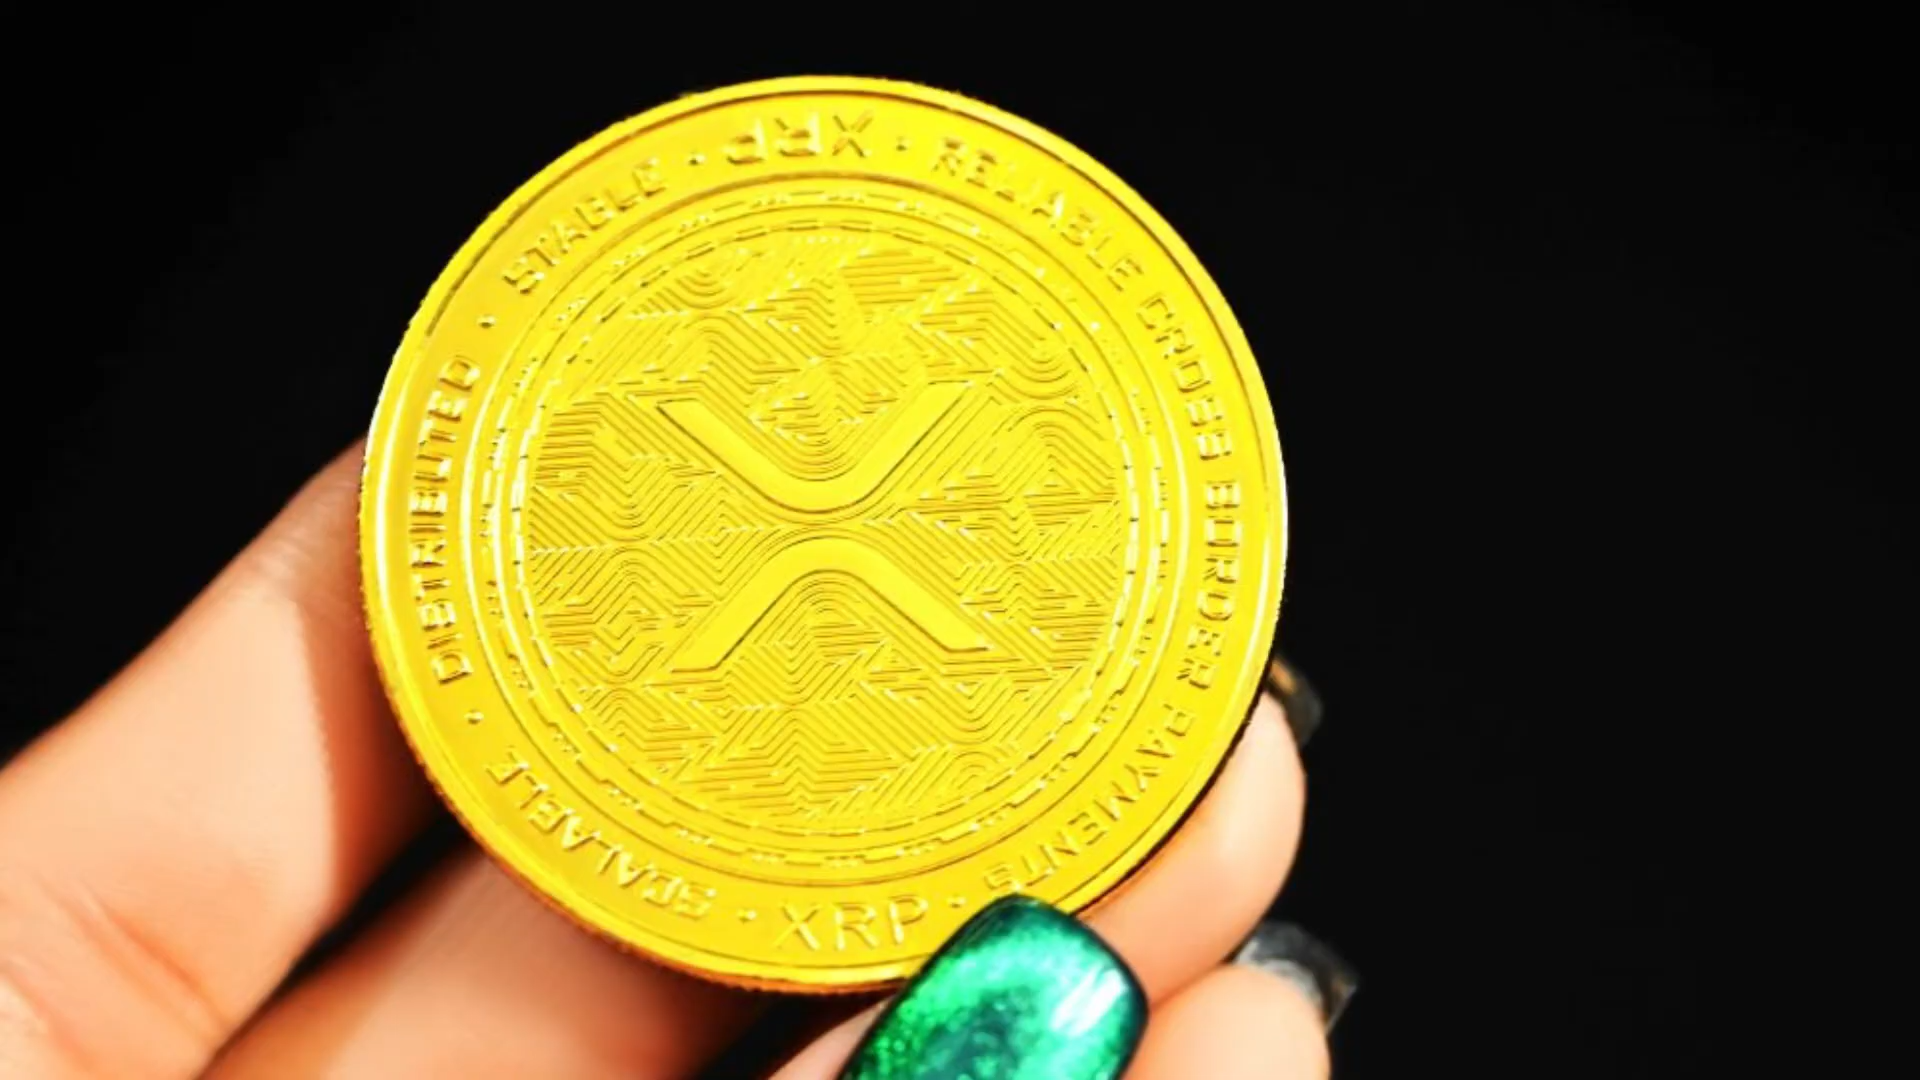 XRP
RELIABLE CROSS BORDER PAYMENTS
XRP
SCALABLE
DISTRIBUTED
STABLE